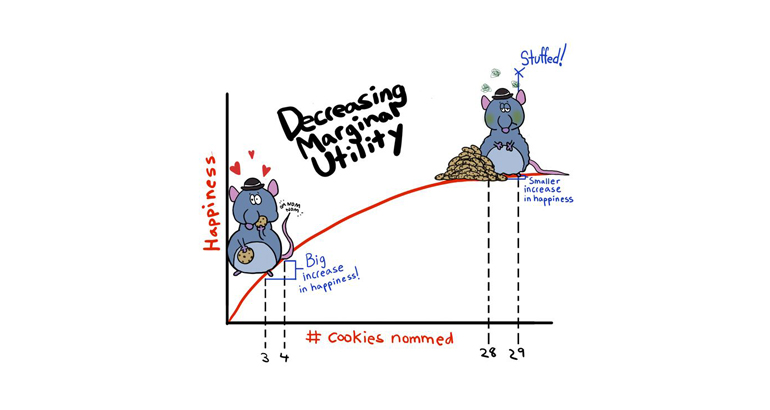 Stuffed!
Decreasing
Marginal
Utility
Happiness
Smaller
increase
in happiness
Big
increase
in happiness!
# cookies nommed
3 4 28 29